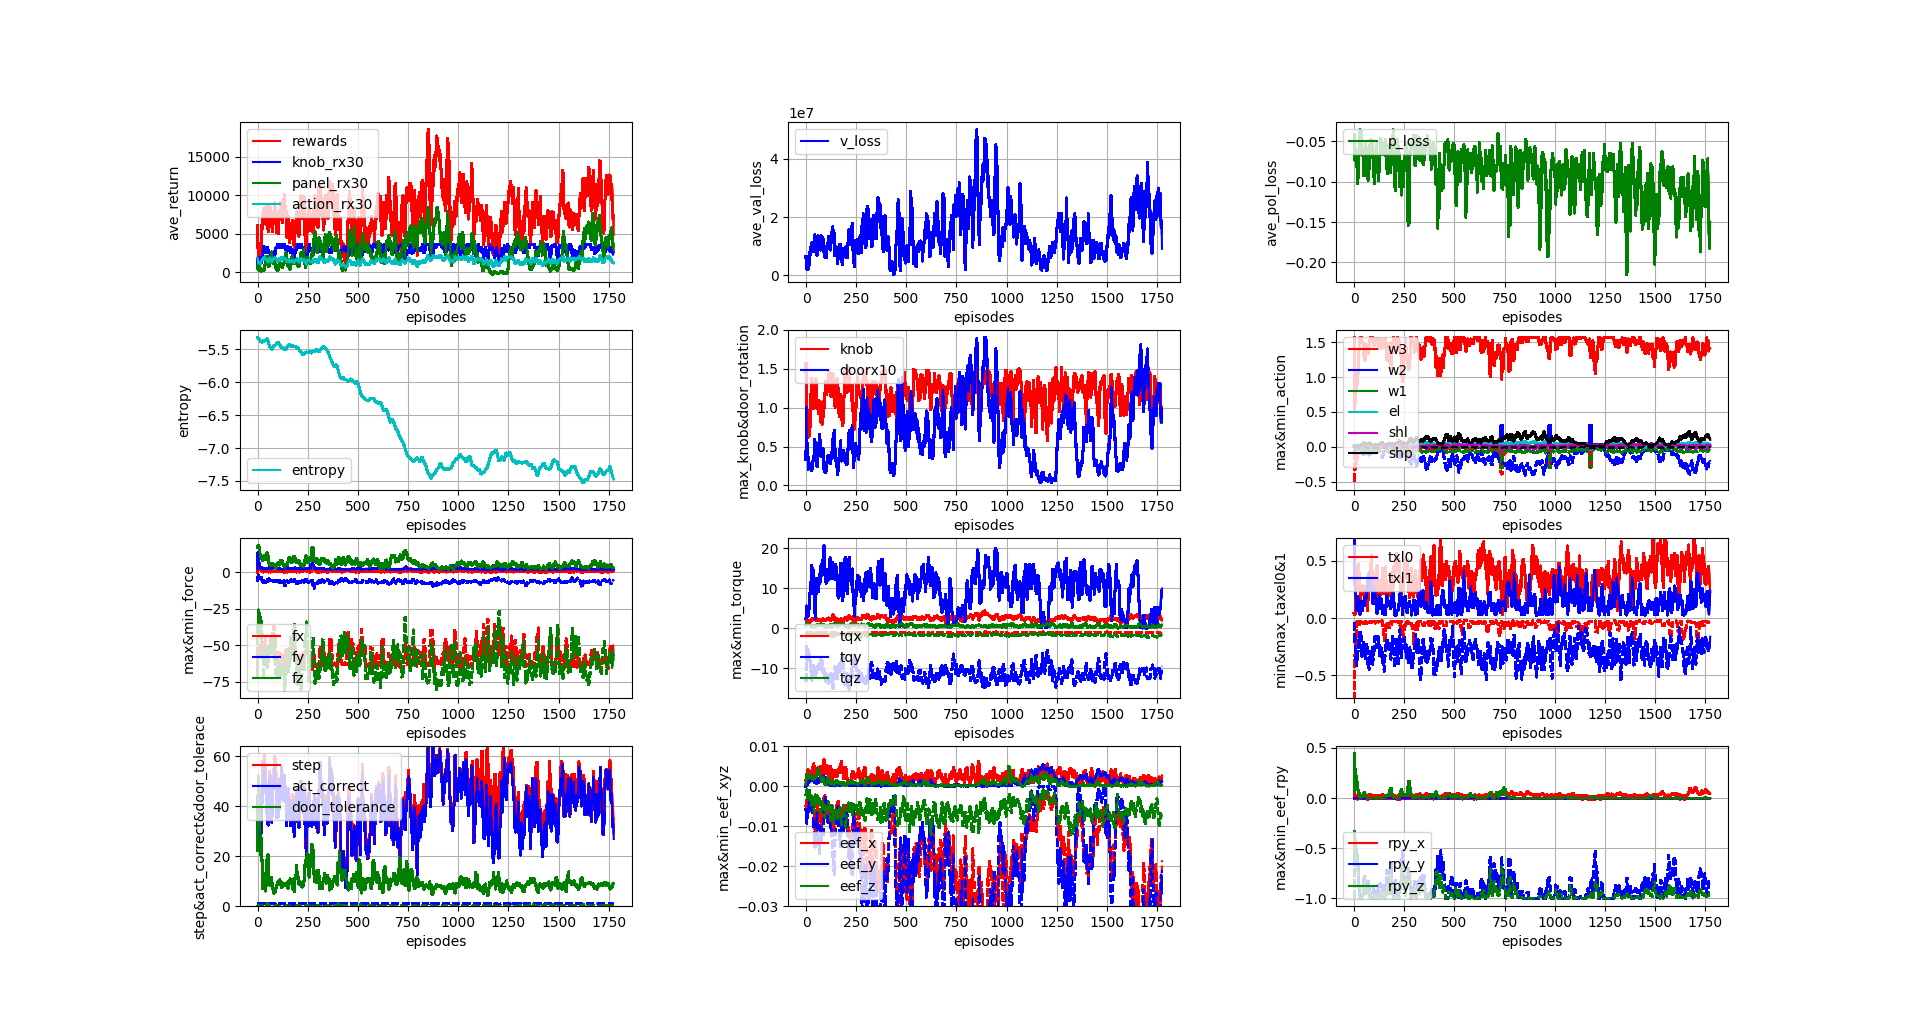 ave_return
15000
10000
5000
0
rewards
knob_rx30
panel_rx30
action_rx30
0 250 500 750 1000 1250 1500 1750
episodes
1e7
ave_val_loss
4
2
0
v_loss
0 250 500 750 1000 1250 1500 1750
episodes
ave_pol_loss
−0.05
−0.10
−0.15
−0.20
p_loss
0 250 500 750 1000 1250 1500 1750
episodes
entropy
−5.5
−6.0
−6.5
−7.0
−7.5
entropy
0 250 500 750 1000 1250 1500 1750
episodes
max_knob&door_rotation
2.0
1.5
1.0
0.5
0.0
knob
doorx10
0 250 500 750 1000 1250 1500 1750
episodes
max&min_action
1.5
1.0
0.5
0.0
−0.5
w3
w2
w1
el
shl
shp
0 250 500 750 1000 1250 1500 1750
episodes
max&min_force
0
−25
−50
−75
fx
fy
fz
0 250 500 750 1000 1250 1500 1750
episodes
max&min_torque
20
10
0
−10
tqx
tqy
tqz
0 250 500 750 1000 1250 1500 1750
episodes
min&max_taxel0&1
0.5
0.0
−0.5
txl0
txl1
0 250 500 750 1000 1250 1500 1750
episodes
step&act_correct&door_tolerace
60
40
20
0
step
act_correct
door_tolerance
0 250 500 750 1000 1250 1500 1750
episodes
max&min_eef_xyz
0.01
0.00
−0.01
−0.02
−0.03
eef_x
eef_y
eef_z
0 250 500 750 1000 1250 1500 1750
episodes
max&min_eef_rpy
0.5
0.0
−0.5
−1.0
rpy_x
rpy_y
rpy_z
0 250 500 750 1000 1250 1500 1750
episodes